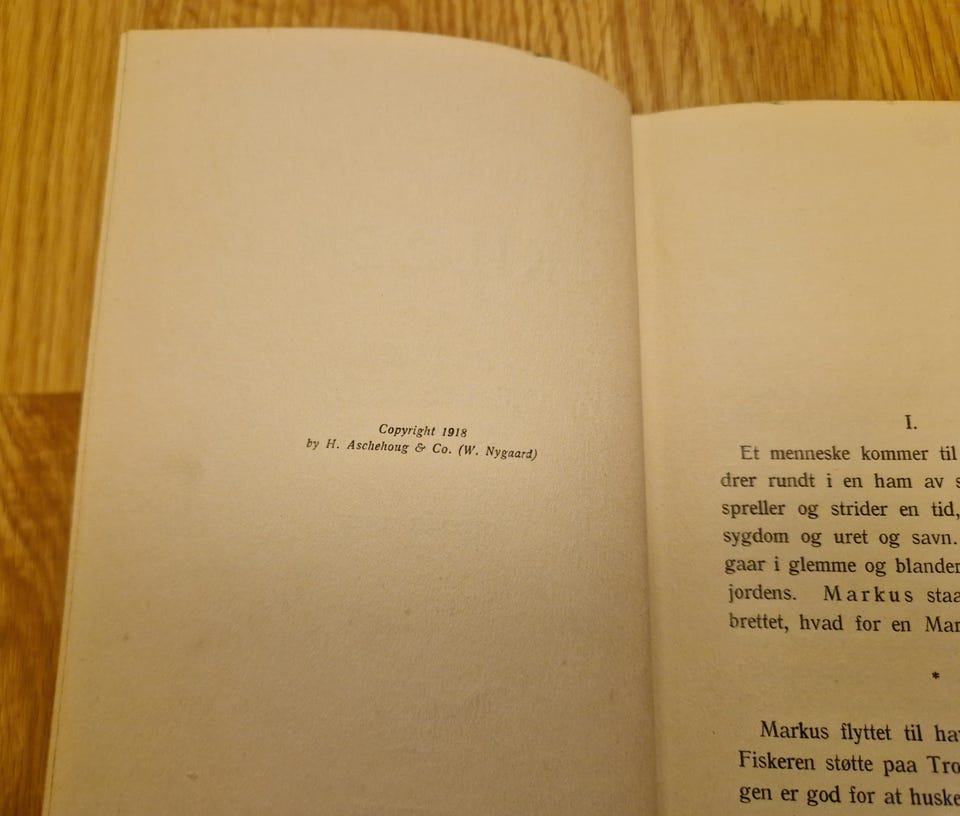 Copyright 1918
by H. Aschehoug & Co. (W. Nygaard)
I.
Et menneske kommer til
drer rundt i en ham av
spreller og strider en tid,
sygdom og uret og savn.
gaar i glemme og blander
jordens. Markus
brettet, hvad for en
*
Markus flyttet til
Fiskeren støtte paa
gen er god for at huske